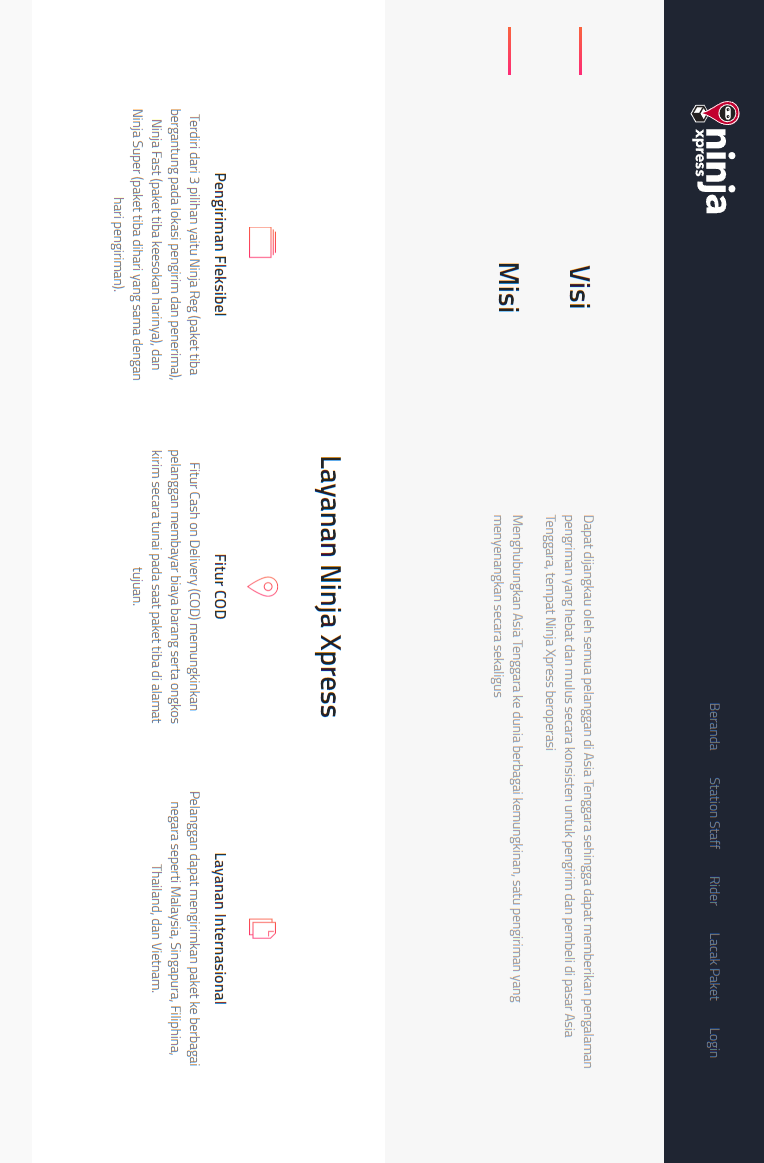 ninja
xpress
Beranda Station Staff Rider Lacak Paket Login
Visi
Dapat dijangkau oleh semua pelanggan di Asia Tenggara sehingga dapat memberikan pengalaman
pengriman yang hebat dan mulus secara konsisten untuk pengirim dan pembeli di pasar Asia
Tenggara, tempat Ninja Xpress beroperasi
Misi
Menghubungkan Asia Tenggara ke dunia berbagai kemungkinan, satu pengiriman yang
menyenangkan secara sekaligus
Layanan Ninja Xpress
Pengiriman Fleksibel
Terdiri dari 3 pilihan yaitu Ninja Reg (paket tiba
bergantung pada lokasi pengirim dan penerima),
Ninja Fast (paket tiba keesokan harinya), dan
Ninja Super (paket tiba dihari yang sama dengan
hari pengiriman).
Fitur COD
Fitur Cash on Delivery (COD) memungkinkan
pelanggan membayar biaya barang serta ongkos
kirim secara tunai pada saat paket tiba di alamat
tujuan.
Layanan Internasional
Pelanggan dapat mengirimkan paket ke berbagai
negara seperti Malaysia, Singapura, Filiphina,
Thailand, dan Vietnam.